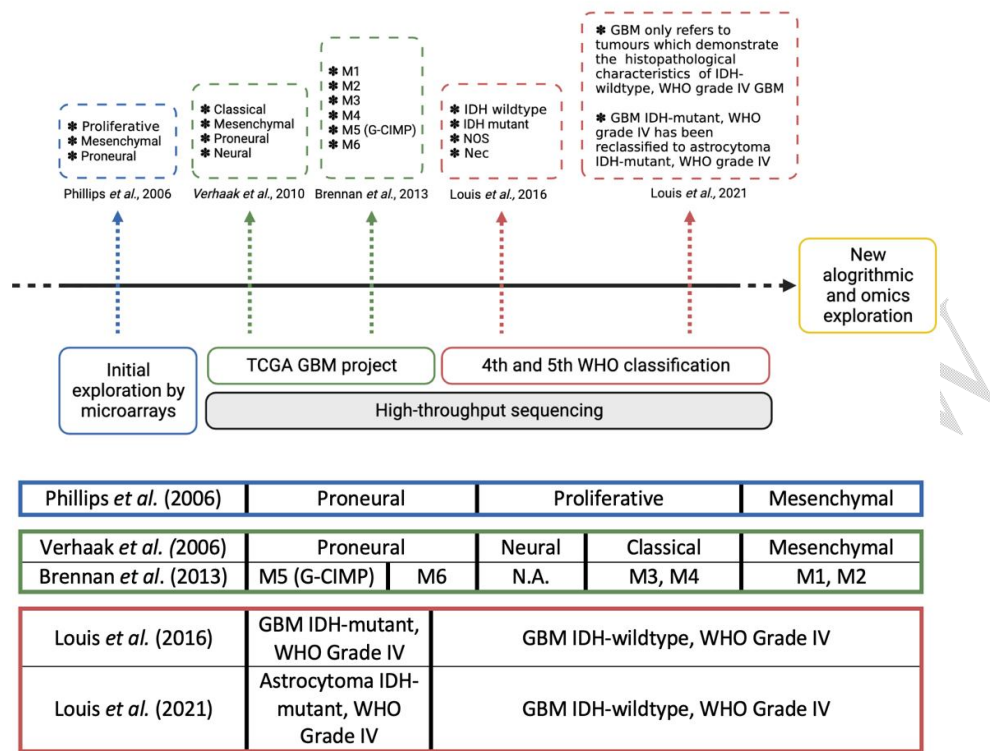 ✱ Proliferative
✱ Mesenchymal
✱ Proneural
Phillips et al., 2006
✱ Classical
✱ Mesenchymal
✱ Proneural
✱ Neural
Verhaak et al., 2010
✱ M1
✱ M2
✱ M3
✱ M4
✱ M5 (G-CIMP)
✱ M6
Brennan et al., 2013
✱ IDH wildtype
✱ IDH mutant
✱ NOS
✱ Nec
Louis et al., 2016
✱ GBM only refers to
tumours which demonstrate
the histopathological
characteristics of IDH-
wildtype, WHO grade IV GBM
✱ GBM IDH-mutant, WHO
grade IV has been
reclassified to astrocytoma
IDH-mutant, WHO grade IV
Louis et al., 2021
New
alogrithmic
and omics
exploration
Initial
exploration by
microarrays
TCGA GBM project
4th and 5th WHO classification
High-throughput sequencing
Phillips et al. (2006) Proneural Proliferative Mesenchymal
Verhaak et al. (2006) Proneural Neural Classical Mesenchymal
Brennan et al. (2013) M5 (G-CIMP) M6 N.A. M3, M4 M1, M2
Louis et al. (2016)
GBM IDH-mutant,
WHO Grade IV
GBM IDH-wildtype, WHO Grade IV
Louis et al. (2021)
Astrocytoma IDH-
mutant, WHO
Grade IV
GBM IDH-wildtype, WHO Grade IV